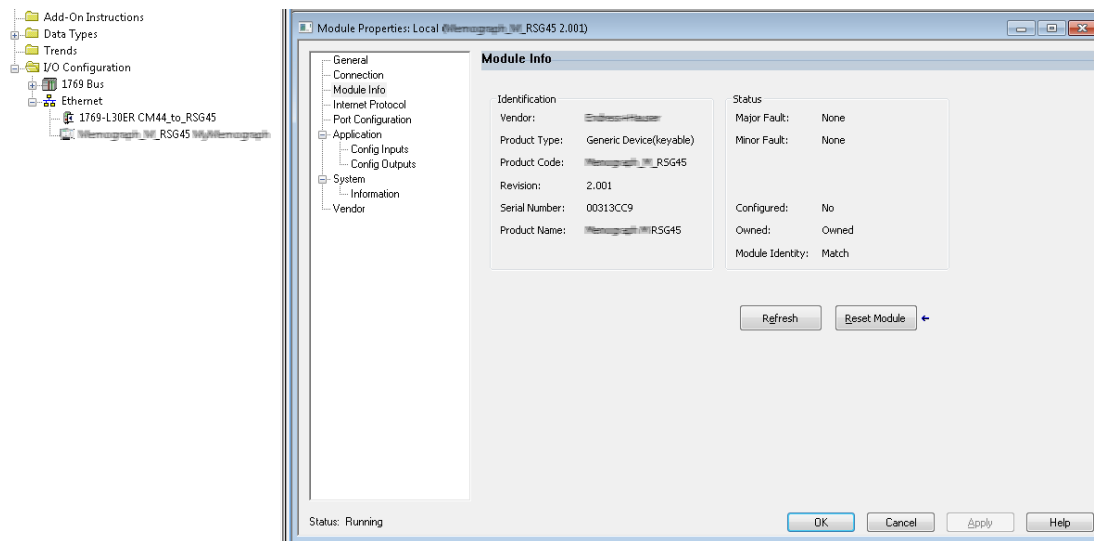 Add-On Instructions
Data Types
Trends
I/O Configuration
1769 Bus
Ethernet
1769-L30ER CM44_to_RSG45
_RSG45
Module Properties: Local ( _RSG45 2.001)
General
Connection
Module Info
Internet Protocol
Port Configuration
Application
Config Inputs
Config Outputs
System
Information
Vendor
Status: Running
Module Info
Identification
Vendor:
Product Type: Generic Device(keyable)
Product Code: _RSG45
Revision: 2.001
Serial Number: 00313CC9
Product Name: RSG45
Status
Major Fault: None
Minor Fault: None
Configured: No
Owned: Owned
Module Identity: Match
Refresh Reset Module
OK Cancel Apply Help